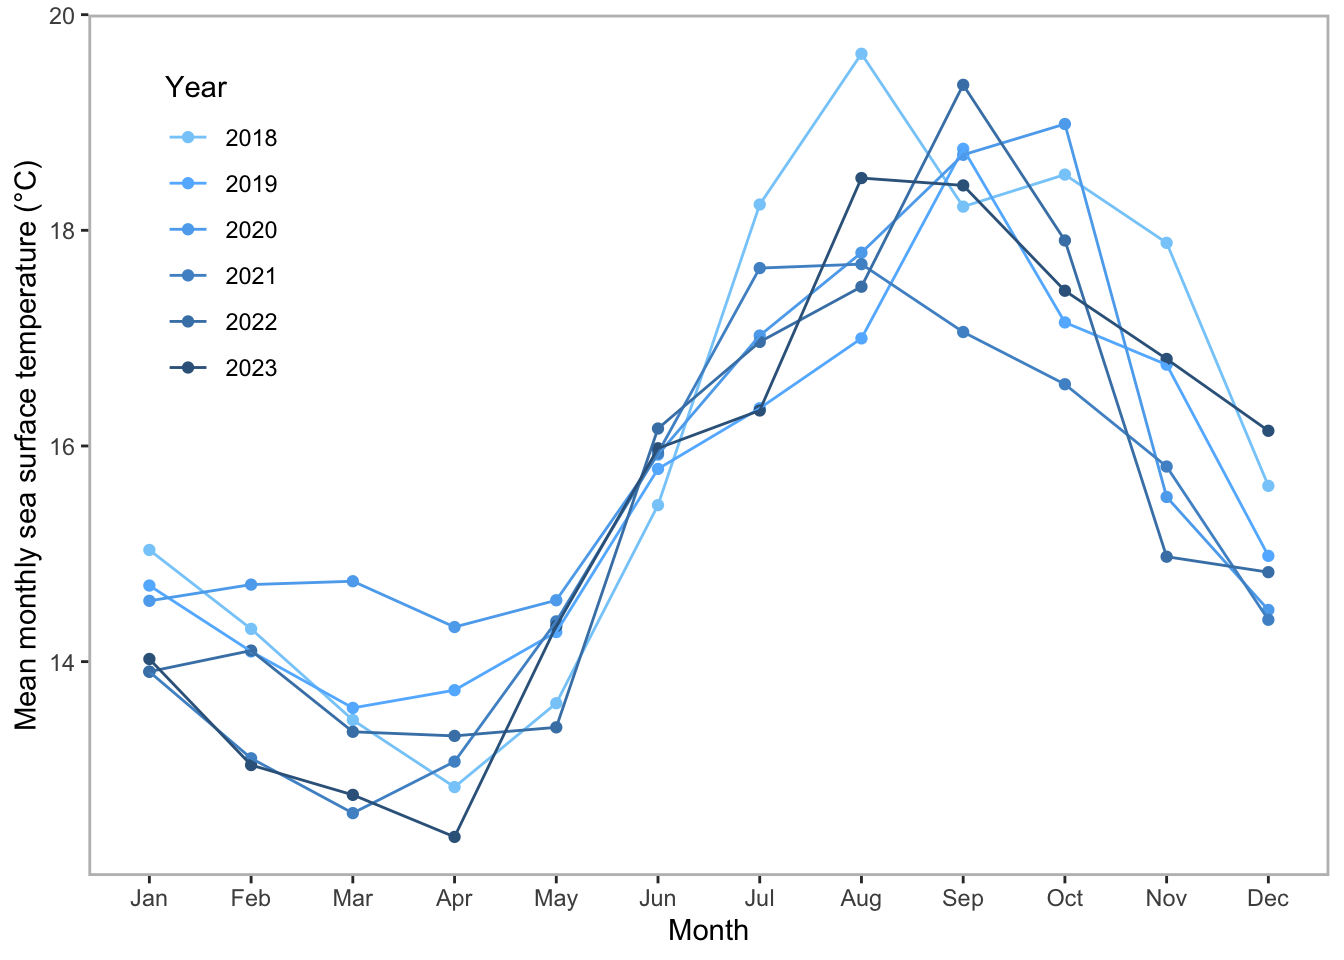 20
18
16
14
Mean monthly sea surface temperature (°C)
Year
2018
2019
2020
2021
2022
2023
Jan Feb Mar Apr May Jun Jul Aug Sep Oct Nov Dec
Month